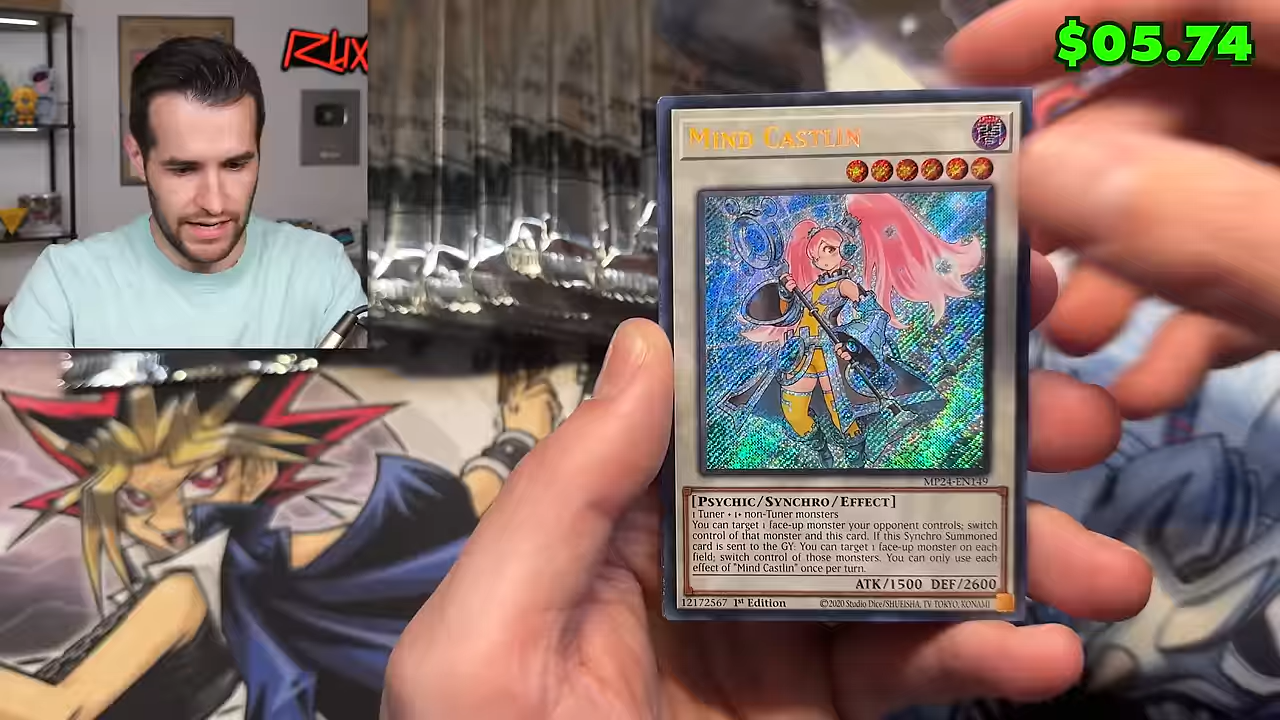 $05.74
RUX
MIND CASTLIN
MP24-EN149
[PSYCHIC/SYNCHRO/EFFECT]
1 Tuner + 1+ non-Tuner monsters
You can target 1 face-up monster your opponent controls; switch
control of that monster and this card. If this Synchro Summoned
card is sent to the GY: You can target 1 face-up monster on each
field; switch control of those monsters. You can only use each
effect of "Mind Castlin" once per turn.
ATK/1500 DEF/2600
12172567 1st Edition ©2020 Studio Dice/SHUEISHA, TV TOKYO, KONAMI